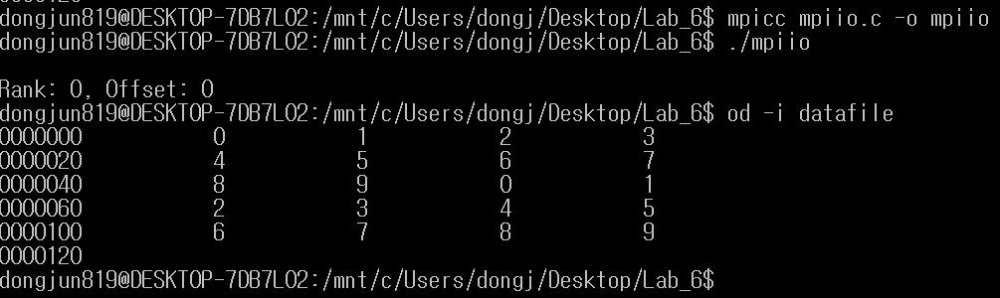 dongjun819@DESKTOP-7DB7LO2:/mnt/c/Users/dongj/Desktop/Lab_6$ mpicc mpiio.c -o mpiio
dongjun819@DESKTOP-7DB7LO2:/mnt/c/Users/dongj/Desktop/Lab_6$ ./mpiio
Rank: 0, Offset: 0
dongjun819@DESKTOP-7DB7LO2:/mnt/c/Users/dongj/Desktop/Lab_6$ od -i datafile
0000000 0 1 2 3
0000020 4 5 6 7
0000040 8 9 0 1
0000060 2 3 4 5
0000100 6 7 8 9
0000120
dongjun819@DESKTOP-7DB7LO2:/mnt/c/Users/dongj/Desktop/Lab_6$